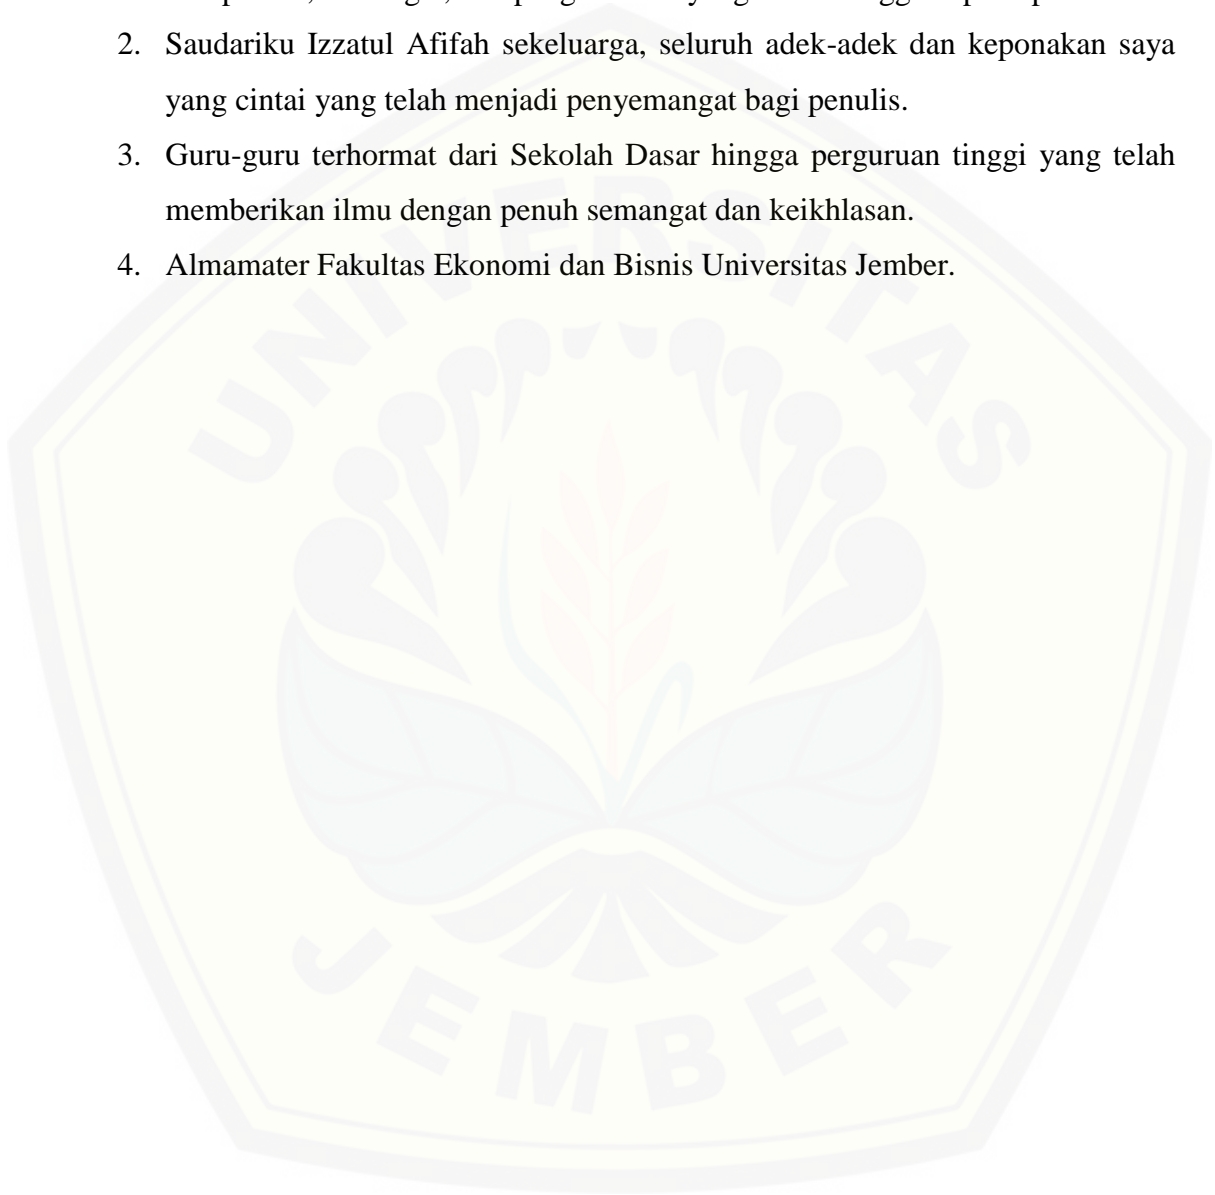 2. Saudariku Izzatul Afifah sekeluarga, seluruh adek-adek dan keponakan saya
yang cintai yang telah menjadi penyemangat bagi penulis.
3. Guru-guru terhormat dari Sekolah Dasar hingga perguruan tinggi yang telah
memberikan ilmu dengan penuh semangat dan keikhlasan.
4. Almamater Fakultas Ekonomi dan Bisnis Universitas Jember.
UNIVERSITAS
JEMBER